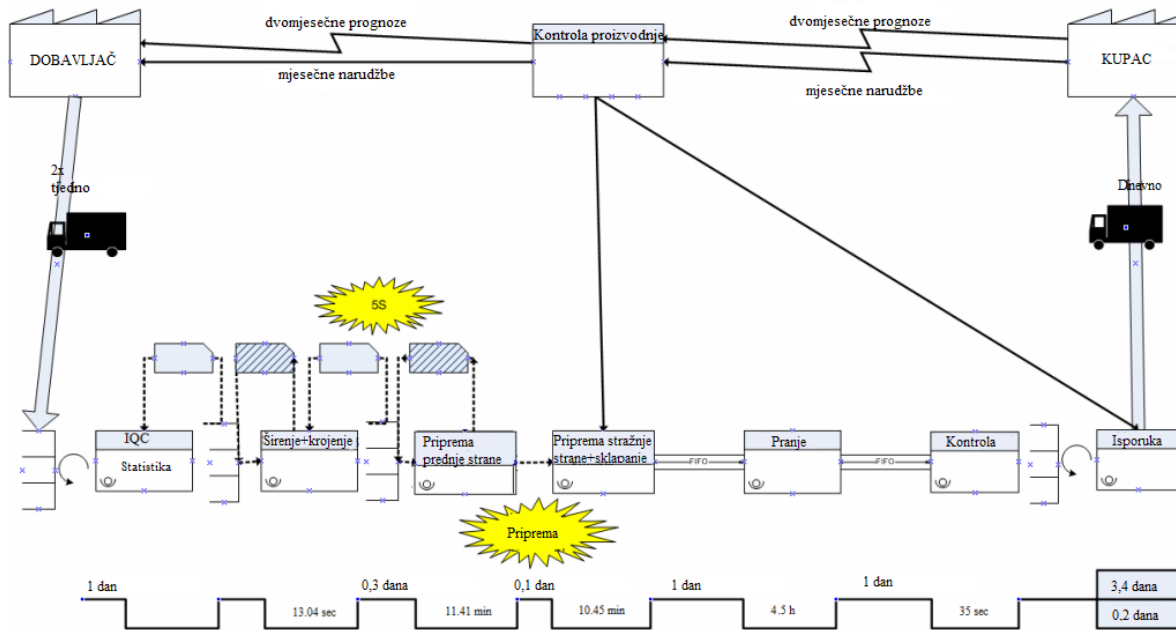 dvomjesečne prognoze
dvomjesečne prognoze
DOBAVLJAČ
Kontrola proizvodnje
KUPAC
mjesečne narudžbe
mjesečne narudžbe
2x
tjedno
Dnevno
5S
IQC
Statistika
Širenje+krojenje
Priprema
prednje strane
Priprema stražnje
strane+sklapanje
FIFO
Pranje
FIFO
Kontrola
Isporuka
Priprema
1 dan
0,3 dana
0,1 dan
1 dan
1 dan
3,4 dana
13.04 sec
11.41 min
10.45 min
4.5 h
35 sec
0,2 dana